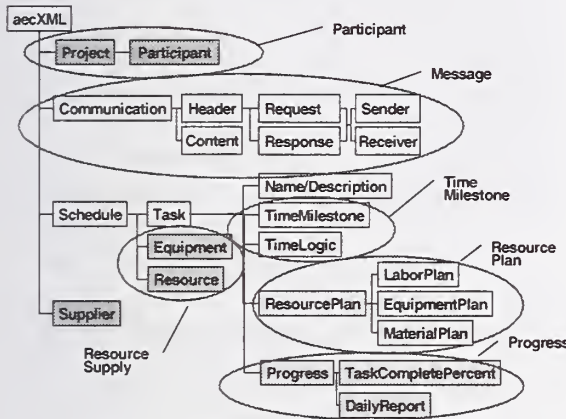 aecXML
Participant
Project
Participant
Message
Communication
Header
Request
Sender
Content
Response
Receiver
Name/Description
Time
Milestone
Schedule
Task
TimeMilestone
Equipment
TimeLogic
Resource
Plan
Resource
LaborPlan
ResourcePlan
EquipmentPlan
Supplier
MaterialPlan
Resource
Supply
Progress
Progress
TaskCompletePercent
DailyReport